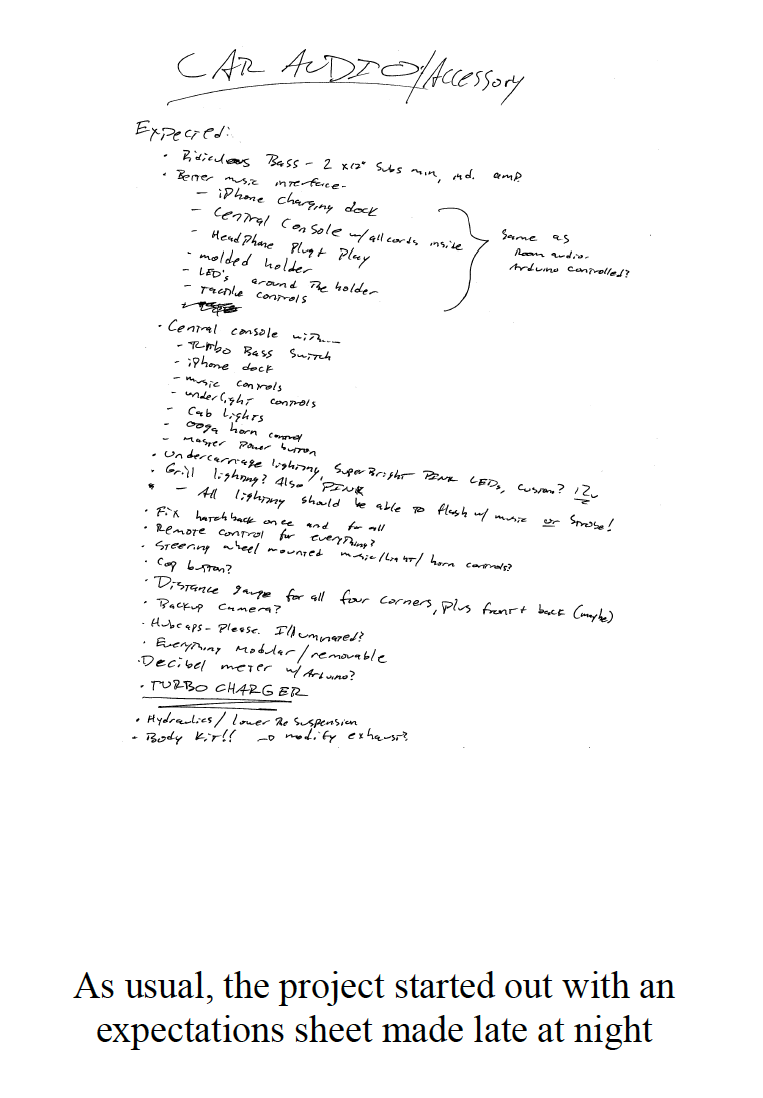 CAR AUDIO/Accessory
Expected:
• Ridiculous Bass - 2 x12" Subs min, ind. amp.
• Better music interface-
- iPhone charging dock
- Central Console w/ all cords inside
- Headphone Plug + Play
- molded holder
- LED's around the holder
- Tactile controls
Same as
Room audio.
Arduino controlled?
• Central console with...
- Turbo Bass Switch
- iPhone dock
- music controls
- underlight controls
- Cab lights
- ooga horn control
- master power button
• Undercarriage lighting, Super Bright PINK LEDs, custom? 12v
• Grill lighting? Also PINK
* - All lighting should be able to flash w/ music or Strobe!
• Fix hatchback once and for all
• Remote control for everything?
• Steering wheel mounted music/light/horn controls?
• Cop button?
• Distance gauge for all four corners, plus front + back (maybe)
• Backup Camera?
• Hubcaps - Please. Illuminated?
• Everything Modular/removable
• Decibel meter w/ Arduino?
• TURBO CHARGER
• Hydraulics/lower the suspension
• Body Kit!! → modify exhaust?
As usual, the project started out with an
expectations sheet made late at night